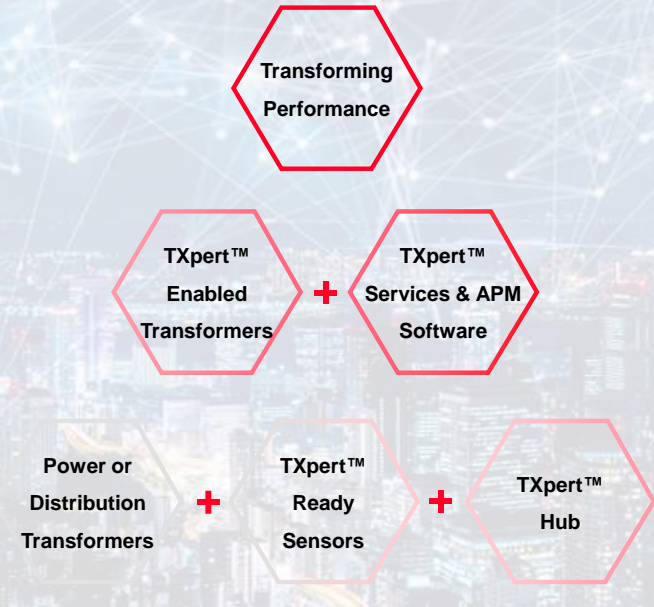 Transforming
Performance
TXpert™
Enabled
Transformers
+
TXpert™
Services & APM
Software
Power or
Distribution
Transformers
+
TXpert™
Ready
Sensors
+
TXpert™
Hub